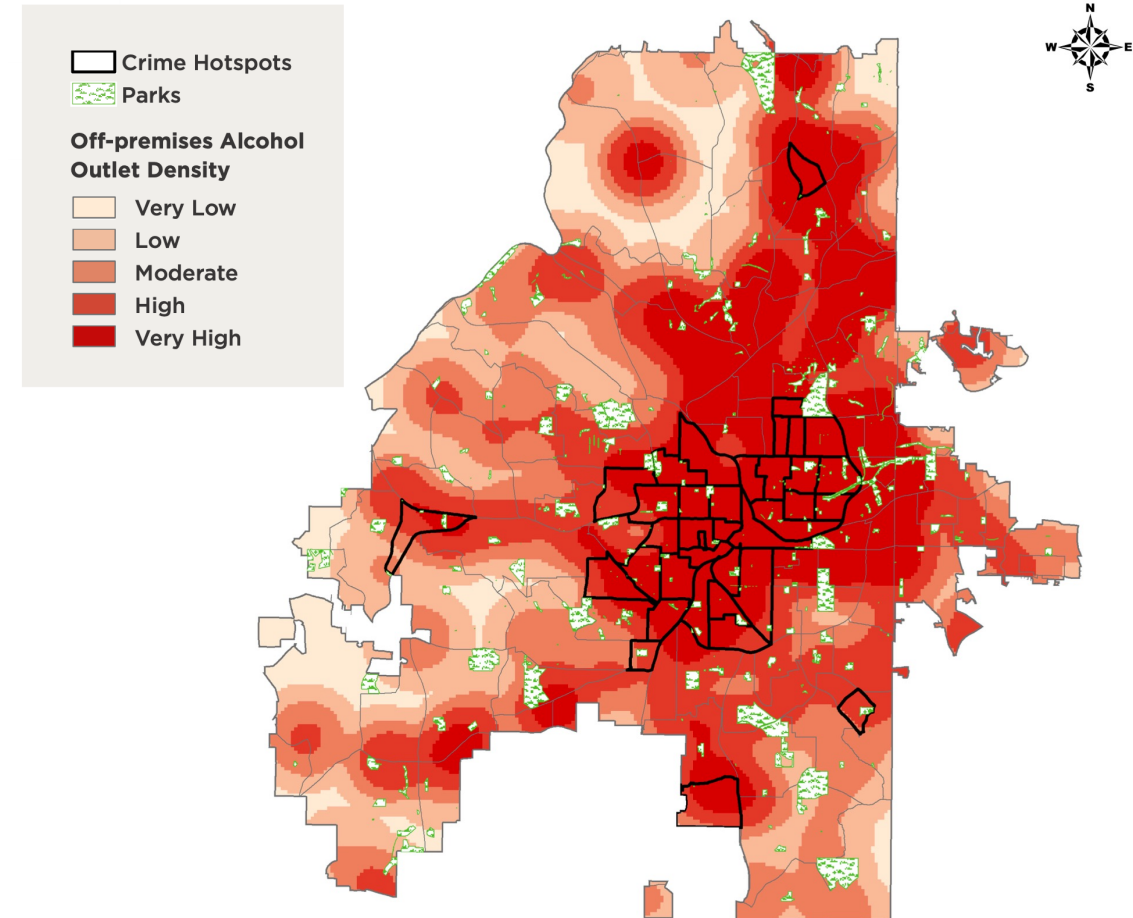 Crime Hotspots
Parks
Off-premises Alcohol
Outlet Density
Very Low
Low
Moderate
High
Very High
N
W E
S